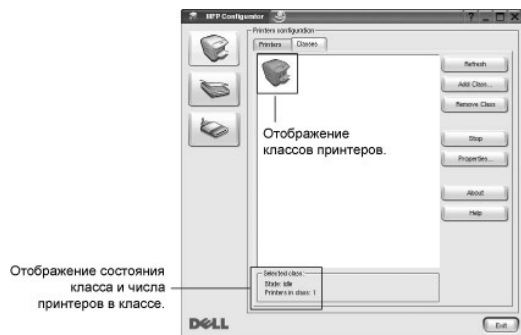 MFP Configurator
Printers configuration
Printers
Classes
Refresh
Add Class...
Remove Class
Отображение
классов принтеров.
Stop
Properties...
About
Help
Отображение состояния
класса и числа
принтеров в классе.
Selected class:
State: idle
Printers in class: 1
DELL
Exit